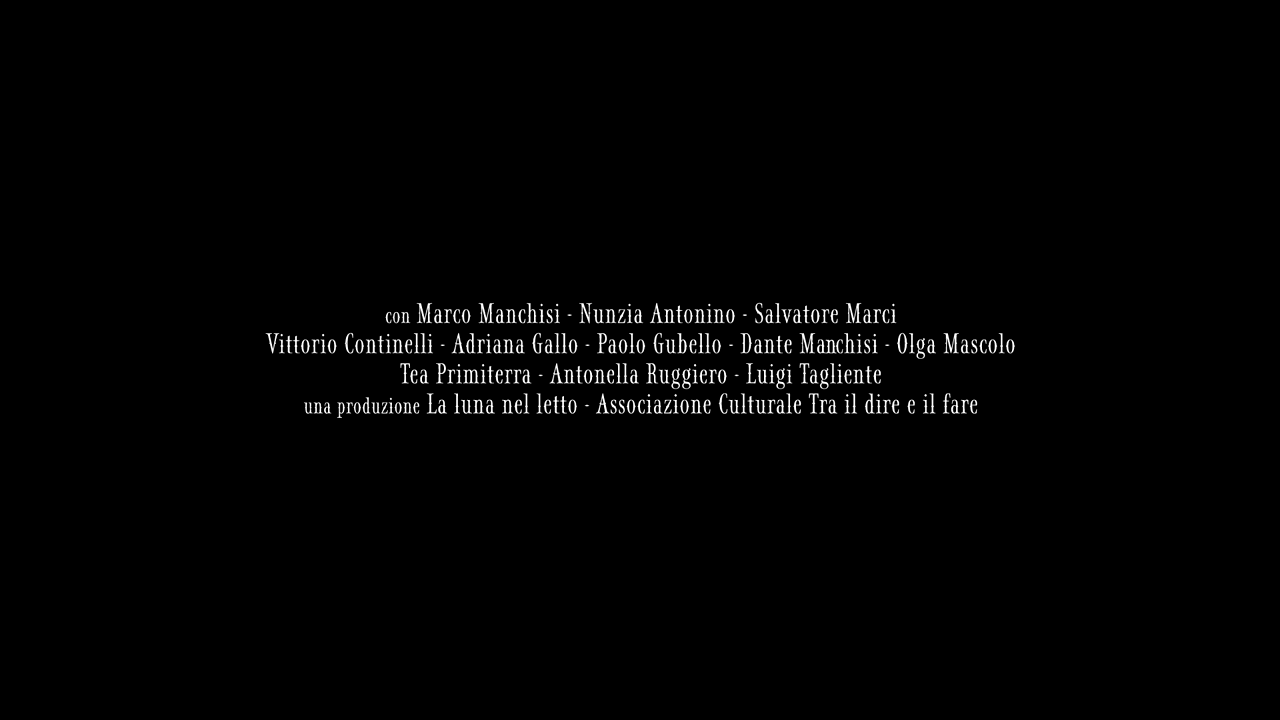 con Marco Manchisi - Nunzia Antonino - Salvatore Marci
Vittorio Continelli - Adriana Gallo - Paolo Gubello - Dante Manchisi - Olga Mascolo
Tea Primiterra - Antonella Ruggiero - Luigi Tagliente
una produzione La luna nel letto - Associazione Culturale Tra il dire e il fare